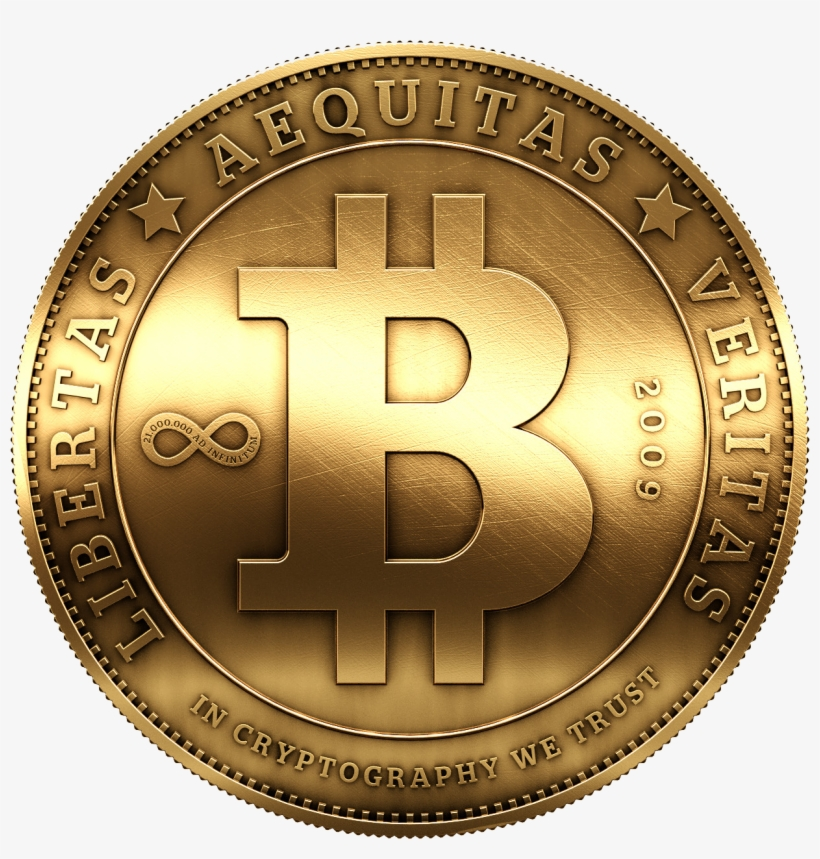 LIBERTAS
AEQUITAS
VERITAS
21.000.000 AD INFINITUM
B
2009
IN CRYPTOGRAPHY WE TRUST